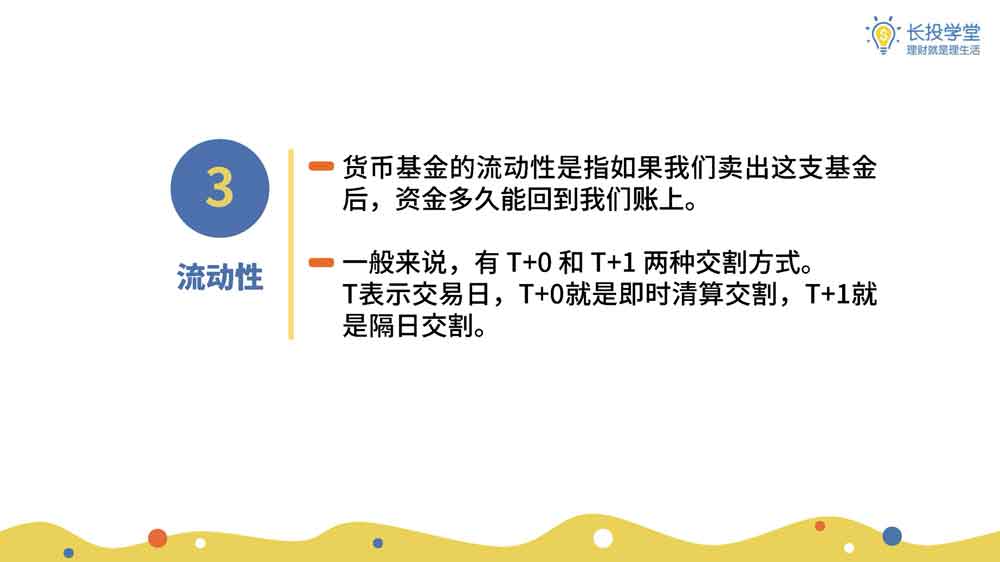 长投学堂
理财就是理生活
3
流动性
货币基金的流动性是指如果我们卖出这支基金
后，资金多久能回到我们账上。
一般来说，有 T+0 和 T+1 两种交割方式。
T表示交易日，T+0就是即时清算交割，T+1就
是隔日交割。